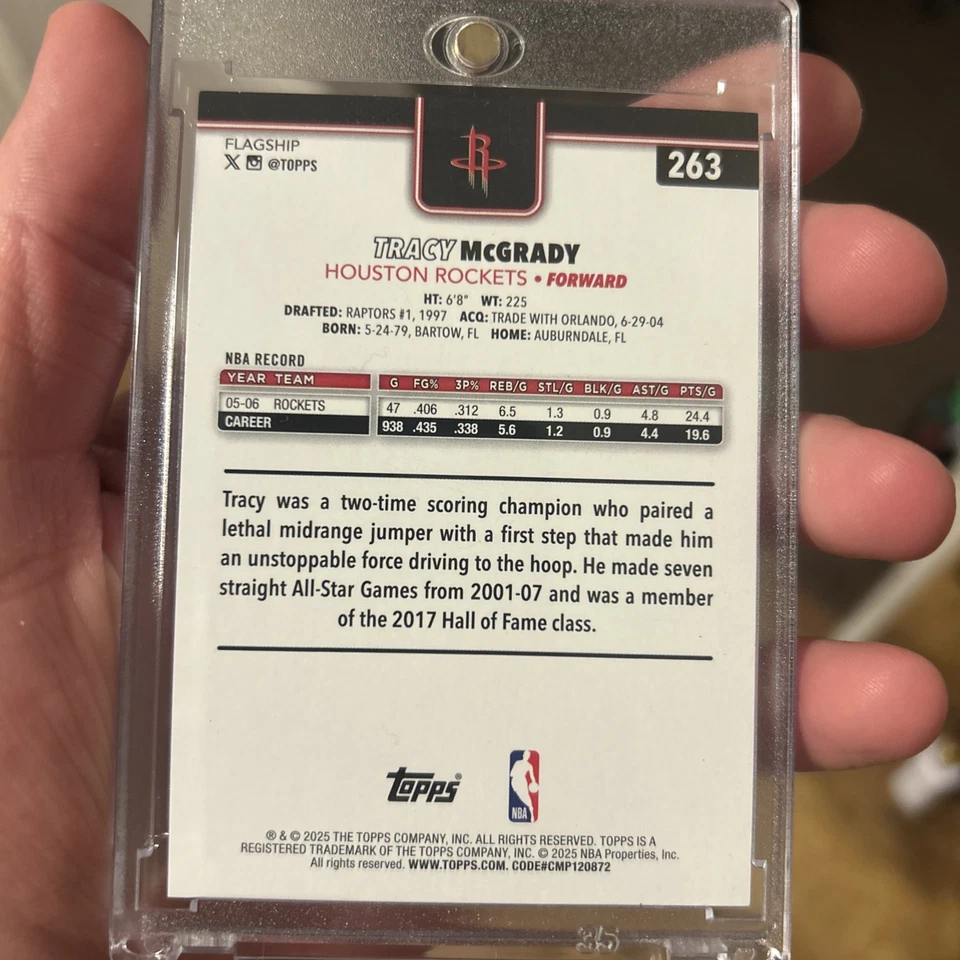 FLAGSHIP
X @TOPPS
263
R
TRACY McGRADY
HOUSTON ROCKETS • FORWARD
HT: 6'8" WT: 225
DRAFTED: RAPTORS #1, 1997 ACQ: TRADE WITH ORLANDO, 6-29-04
BORN: 5-24-79, BARTOW, FL HOME: AUBURNDALE, FL
NBA RECORD
YEAR TEAM G FG% 3P% REB/G STL/G BLK/G AST/G PTS/G
05-06 ROCKETS 47 .406 .312 6.5 1.3 0.9 4.8 24.4
CAREER 938 .435 .338 5.6 1.2 0.9 4.4 19.6
Tracy was a two-time scoring champion who paired a
lethal midrange jumper with a first step that made him
an unstoppable force driving to the hoop. He made seven
straight All-Star Games from 2001-07 and was a member
of the 2017 Hall of Fame class.
Topps®
NBA
® & © 2025 THE TOPPS COMPANY, INC. ALL RIGHTS RESERVED. TOPPS IS A
REGISTERED TRADEMARK OF THE TOPPS COMPANY, INC. © 2025 NBA Properties, Inc.
All rights reserved. WWW.TOPPS.COM. CODE#CMP120872